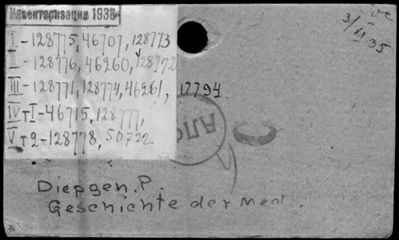 Инвентаризация 1938
3/XI 35
I-128775, 46707, 128773
II-128776, 46260, 128772
III-128771, 128774, 46261, 17794
IV т I-46715, 128777,
V т 2-128778, 50722
Diepgen. P.
Geschichte der Med.